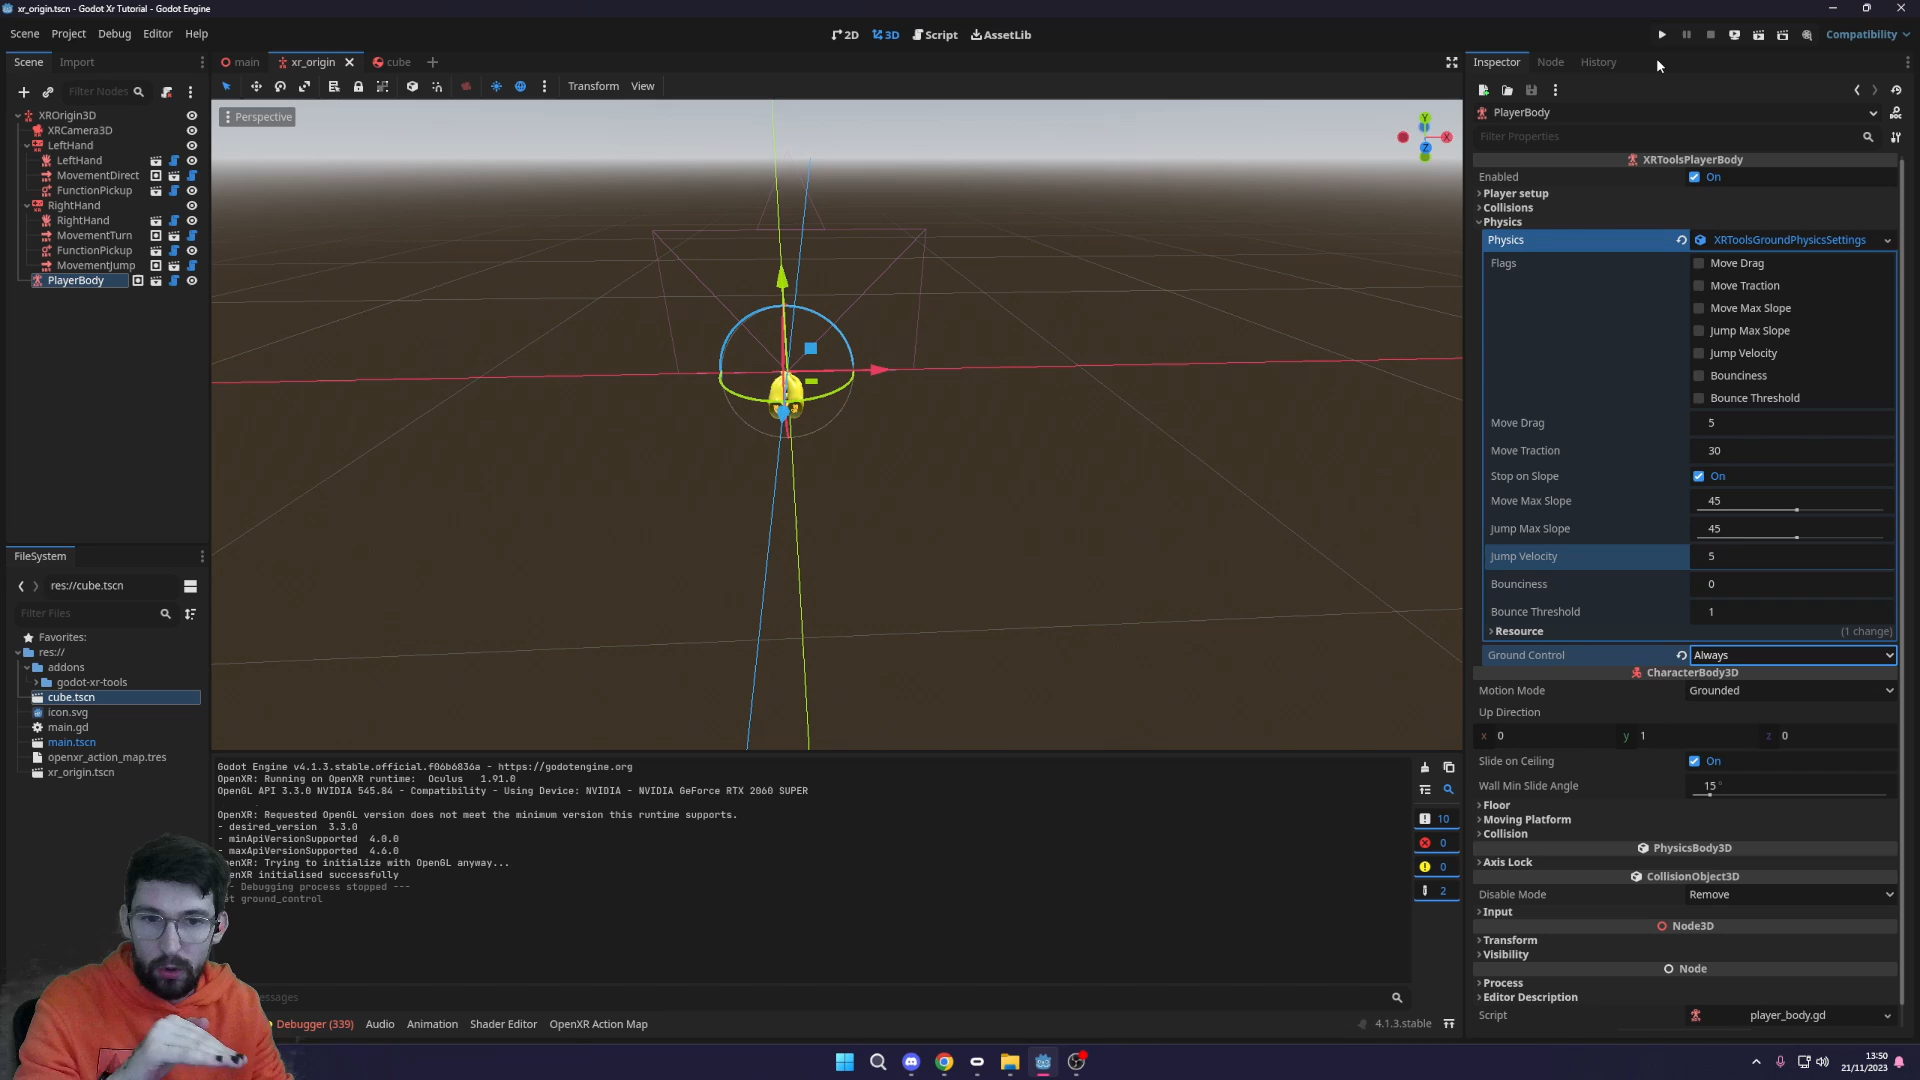 xr_origin.tscn - Godot Xr Tutorial - Godot Engine
Scene Project Debug Editor Help
2D 3D Script AssetLib
Compatibility
Scene Import
main xr_origin cube
Inspector Node History
Filter Nodes
Transform View
PlayerBody
Filter Properties
Perspective
Y
X
Z
XROrigin3D
XRCamera3D
LeftHand
LeftHand
MovementDirect
FunctionPickup
RightHand
RightHand
MovementTurn
FunctionPickup
MovementJump
PlayerBody
XRToolsPlayerBody
Enabled On
Player setup
Collisions
Physics
Physics XRToolsGroundPhysicsSettings
Flags Move Drag
Move Traction
Move Max Slope
Jump Max Slope
Jump Velocity
Bounciness
Bounce Threshold
Move Drag 5
Move Traction 30
Stop on Slope On
Move Max Slope 45
Jump Max Slope 45
Jump Velocity 5
Bounciness 0
Bounce Threshold 1
Resource (1 change)
Ground Control Always
CharacterBody3D
Motion Mode Grounded
Up Direction
x 0 y 1 z 0
Slide on Ceiling On
Wall Min Slide Angle 15 °
Floor
Moving Platform
Collision
PhysicsBody3D
Axis Lock
CollisionObject3D
Disable Mode Remove
Input
Node3D
Transform
Visibility
Node
Process
Editor Description
Script player_body.gd
FileSystem
res://cube.tscn
Filter Files
Favorites:
res://
addons
godot-xr-tools
cube.tscn
icon.svg
main.gd
main.tscn
openxr_action_map.tres
xr_origin.tscn
Godot Engine v4.1.3.stable.official.f06b6836a - https://godotengine.org
OpenXR: Running on OpenXR runtime: Oculus 1.91.0
OpenGL API 3.3.0 NVIDIA 545.84 - Compatibility - Using Device: NVIDIA - NVIDIA GeForce RTX 2060 SUPER
OpenXR: Requested OpenGL version does not meet the minimum version this runtime supports.
- desired_version 3.3.0
- minApiVersionSupported 4.0.0
- maxApiVersionSupported 4.6.0
OpenXR: Trying to initialize with OpenGL anyway...
OpenXR initialised successfully
-- Debugging process stopped ---
et ground_control
10
0
0
2
essages
Debugger (339) Audio Animation Shader Editor OpenXR Action Map
4.1.3.stable
13:50
21/11/2023